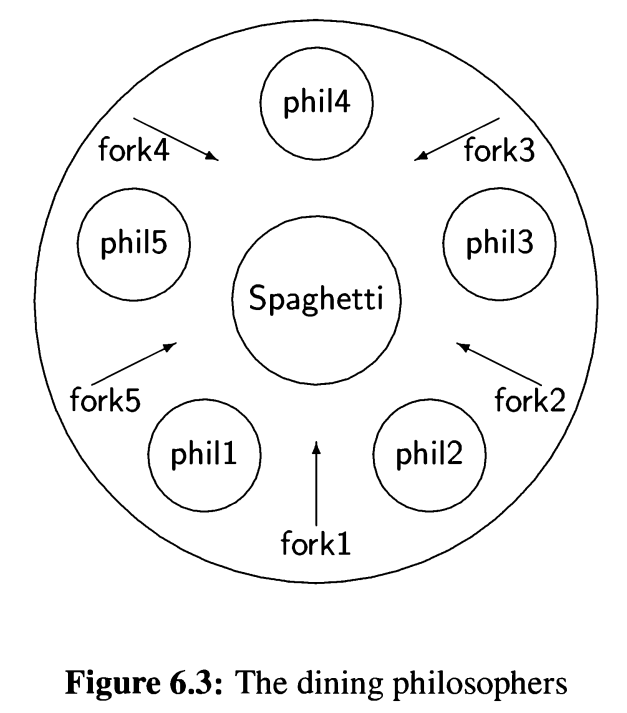 phil4
fork4
fork3
phil5
phil3
Spaghetti
fork5
fork2
phil1
phil2
fork1
Figure 6.3: The dining philosophers